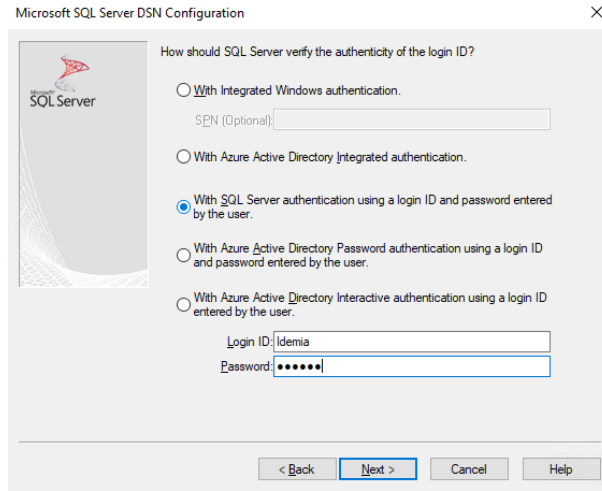 Microsoft SQL Server DSN Configuration
How should SQL Server verify the authenticity of the login ID?
Microsoft
SQL Server
With Integrated Windows authentication.
SPN (Optional):
With Azure Active Directory Integrated authentication.
With SQL Server authentication using a login ID and password entered
by the user.
With Azure Active Directory Password authentication using a login ID
and password entered by the user.
With Azure Active Directory Interactive authentication using a login ID
entered by the user.
Login ID: Idemia
Password: ●●●●●●
< Back
Next >
Cancel
Help